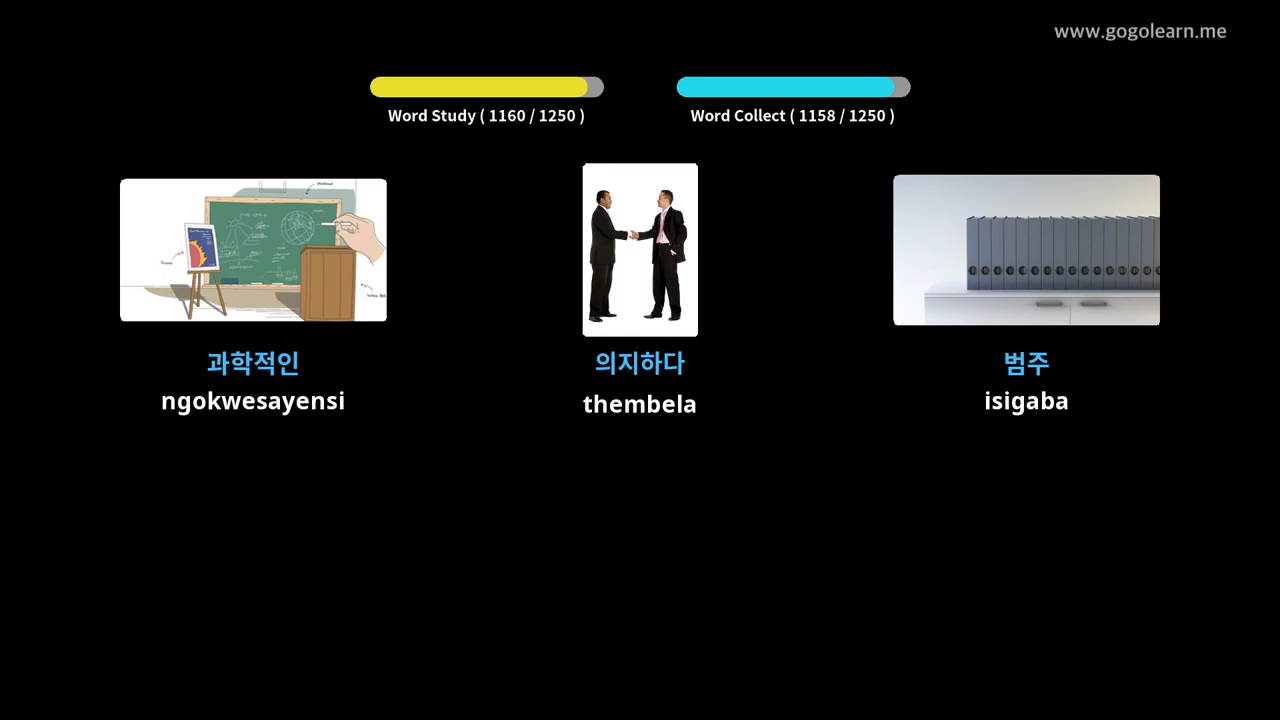 www.gogolearn.me
Word Study ( 1160 / 1250 )
Word Collect ( 1158 / 1250 )
과학적인
의지하다
범주
ngokwesayensi
thembela
isigaba